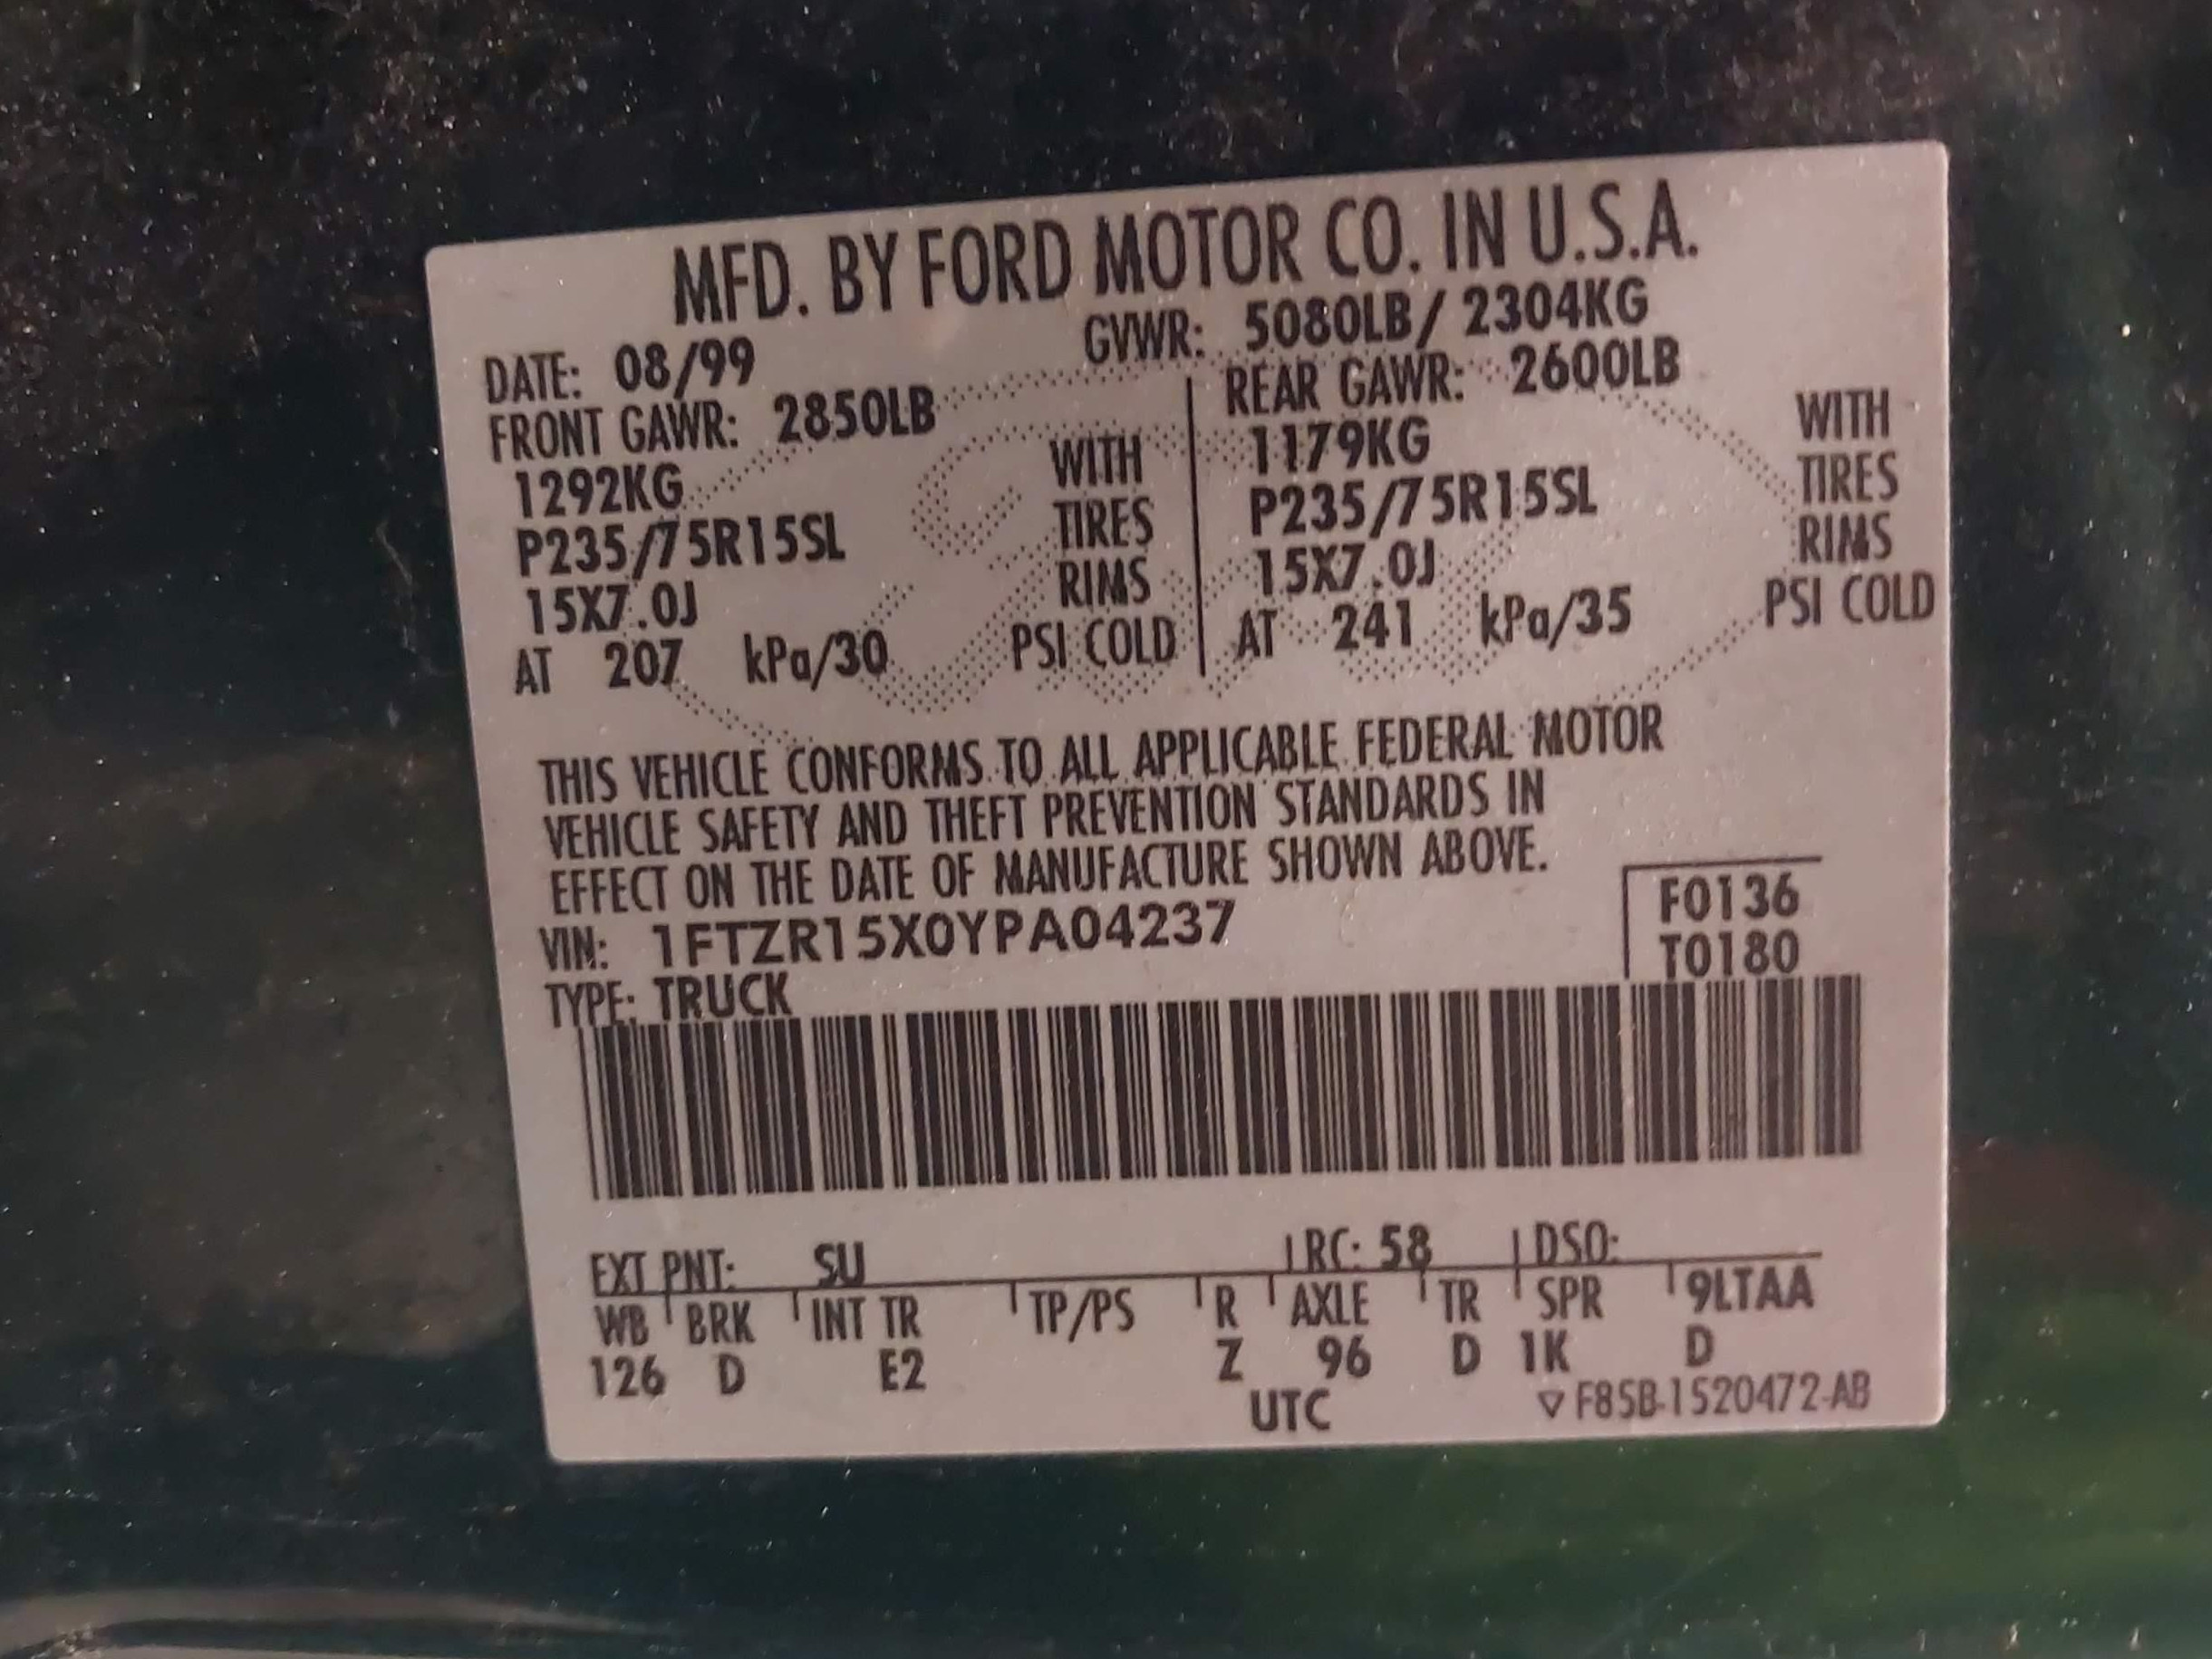 MFD. BY FORD MOTOR CO. IN U.S.A.
DATE: 08/99 GVWR: 5080LB/ 2304KG
FRONT GAWR: 2850LB REAR GAWR: 2600LB
1292KG WITH 1179KG WITH
P235/75R15SL TIRES P235/75R15SL TIRES
15X7.0J RIMS 15X7.0J RIMS
AT 207 kPa/30 PSI COLD AT 241 kPa/35 PSI COLD
THIS VEHICLE CONFORMS TO ALL APPLICABLE FEDERAL MOTOR
VEHICLE SAFETY AND THEFT PREVENTION STANDARDS IN
EFFECT ON THE DATE OF MANUFACTURE SHOWN ABOVE.
VIN: 1FTZR15X0YPA04237 F0136
TYPE: TRUCK T0180
EXT PNT: SU RC: 58 DSO:
WB BRK INT TR TP/PS R AXLE TR SPR 9LTAA
126 D E2 Z 96 D 1K D
UTC ▽ F85B-1520472-AB